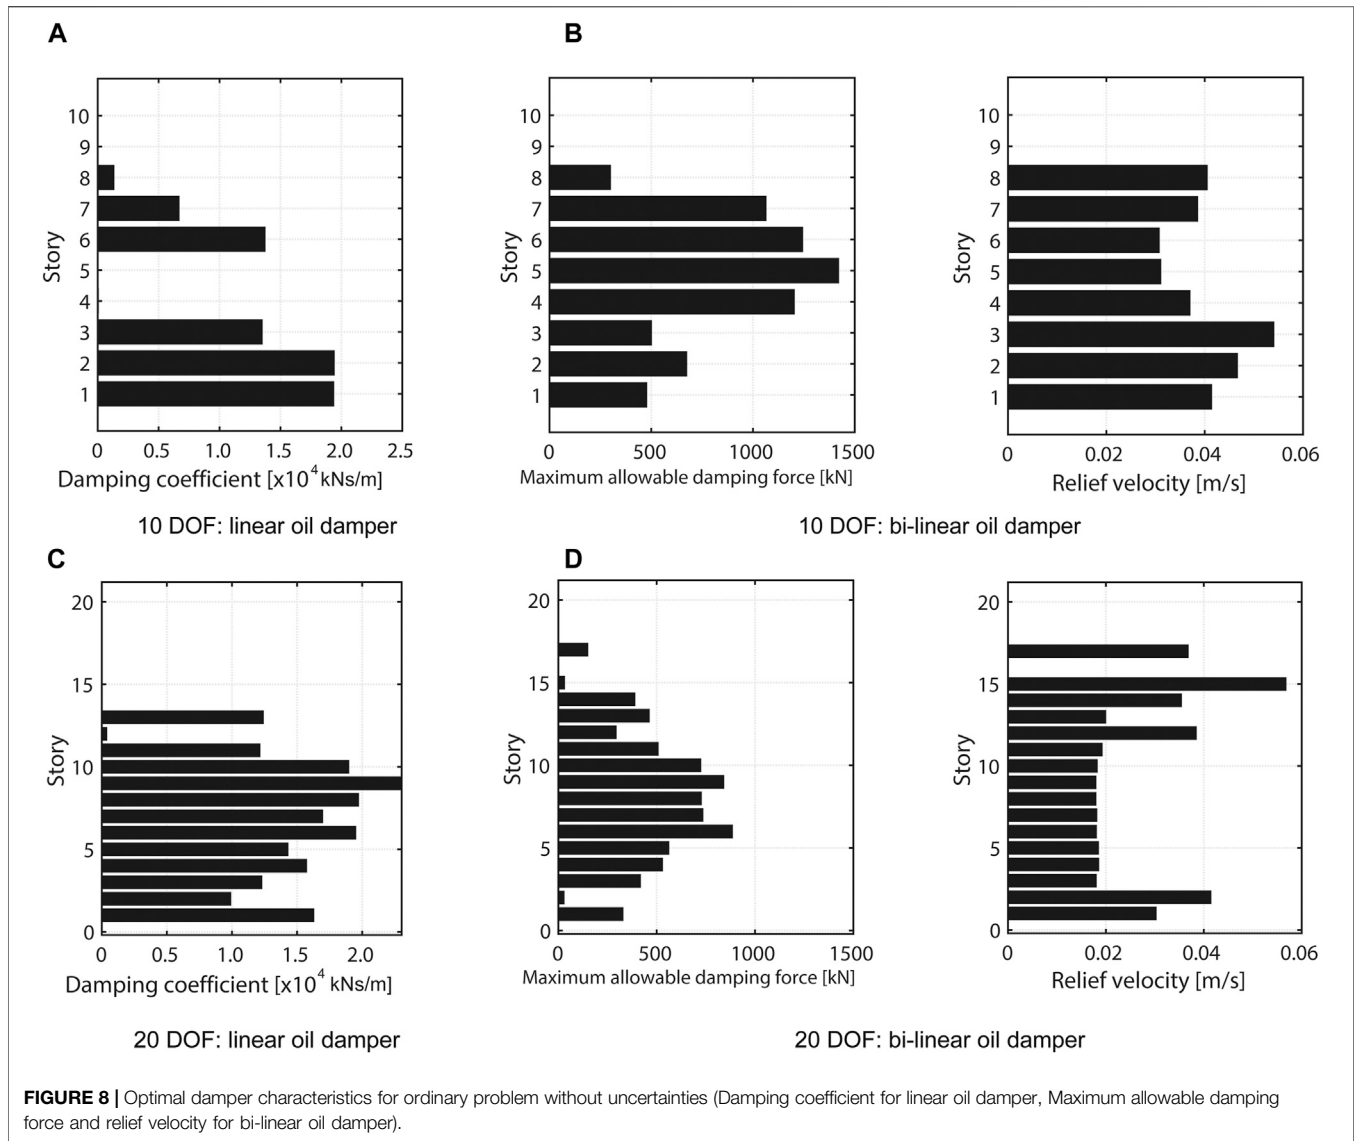 A
B
10
9
8
7
6
5
4
3
2
1
Story
0 0.5 1.0 1.5 2.0 2.5
Damping coefficient [x10^4 kNs/m]
10
9
8
7
6
5
4
3
2
1
Story
0 500 1000 1500
Maximum allowable damping force [kN]
10
9
8
7
6
5
4
3
2
1
Story
0 0.02 0.04 0.06
Relief velocity [m/s]
10 DOF: linear oil damper
10 DOF: bi-linear oil damper
C
D
20
15
10
5
0
Story
0 0.5 1.0 1.5 2.0
Damping coefficient [x10^4 kNs/m]
20
15
10
5
0
Story
0 500 1000 1500
Maximum allowable damping force [kN]
20
15
10
5
0
Story
0 0.02 0.04 0.06
Relief velocity [m/s]
20 DOF: linear oil damper
20 DOF: bi-linear oil damper
FIGURE 8 | Optimal damper characteristics for ordinary problem without uncertainties (Damping coefficient for linear oil damper, Maximum allowable damping
force and relief velocity for bi-linear oil damper).